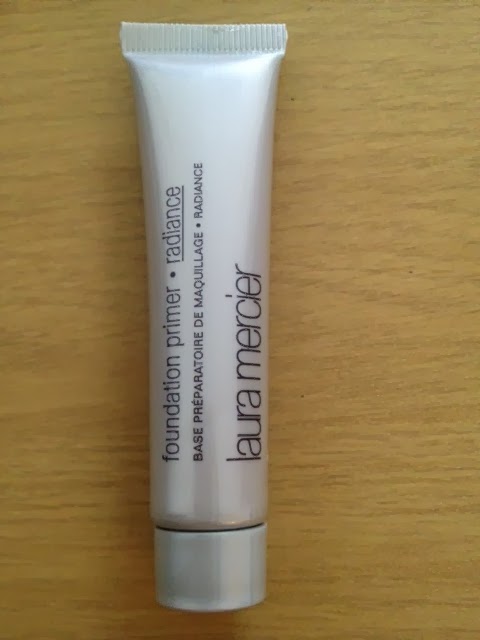 foundation primer • radiance
BASE PRÉPARATOIRE DE MAQUILLAGE • RADIANCE
laura mercier